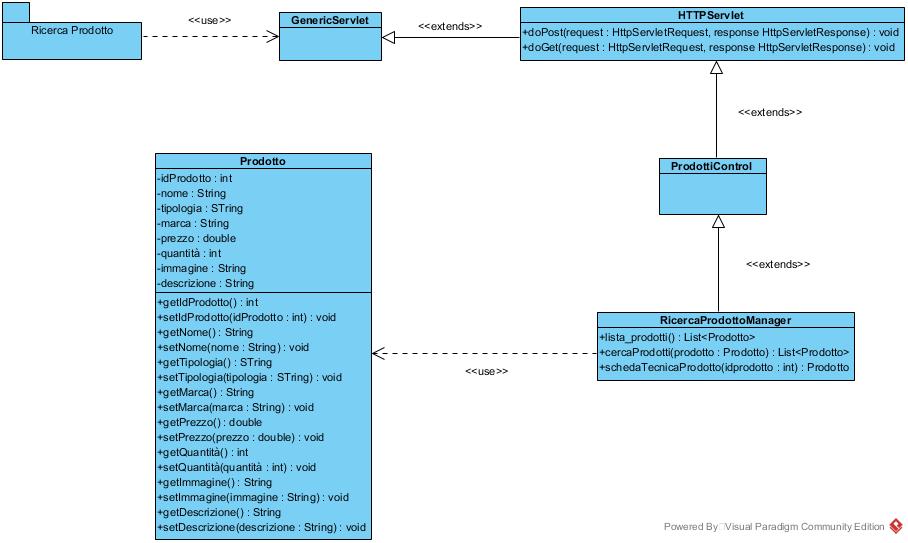 Ricerca Prodotto
<<use>>
GenericServlet
<<extends>>
HTTPServlet
+doPost(request : HttpServletRequest, response HttpServletResponse) : void
+doGet(request : HttpServletRequest, response HttpServletResponse) : void
<<extends>>
ProdottiControl
<<extends>>
Prodotto
-idProdotto : int
-nome : String
-tipologia : STring
-marca : String
-prezzo : double
-quantità : int
-immagine : String
-descrizione : String
+getIdProdotto() : int
+setIdProdotto(idProdotto : int) : void
+getNome() : String
+setNome(nome : String) : void
+getTipologia() : STring
+setTipologia(tipologia : STring) : void
+getMarca() : String
+setMarca(marca : String) : void
+getPrezzo() : double
+setPrezzo(prezzo : double) : void
+getQuantità() : int
+setQuantità(quantità : int) : void
+getImmagine() : String
+setImmagine(immagine : String) : void
+getDescrizione() : String
+setDescrizione(descrizione : String) : void
<<use>>
RicercaProdottoManager
+lista_prodotti() : List<Prodotto>
+cercaProdotti(prodotto : Prodotto) : List<Prodotto>
+schedaTecnicaProdotto(idprodotto : int) : Prodotto
Powered By Visual Paradigm Community Edition